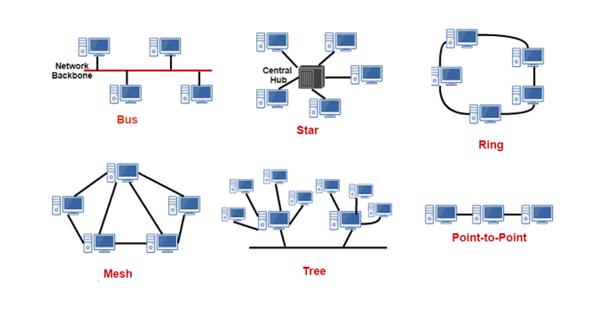 Network
Backbone
Bus
Central
Hub
Star
Ring
Mesh
Tree
Point-to-Point